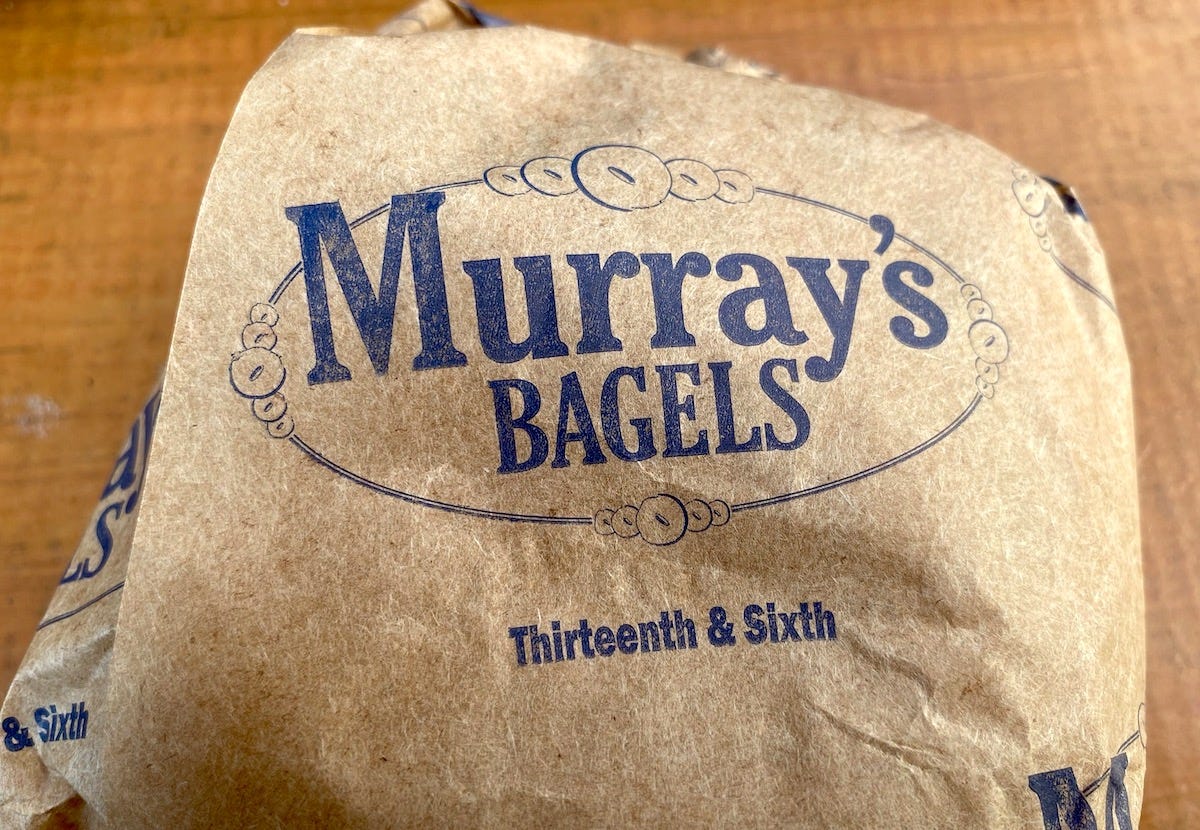 Murray's
BAGELS
Thirteenth & Sixth
& Sixth